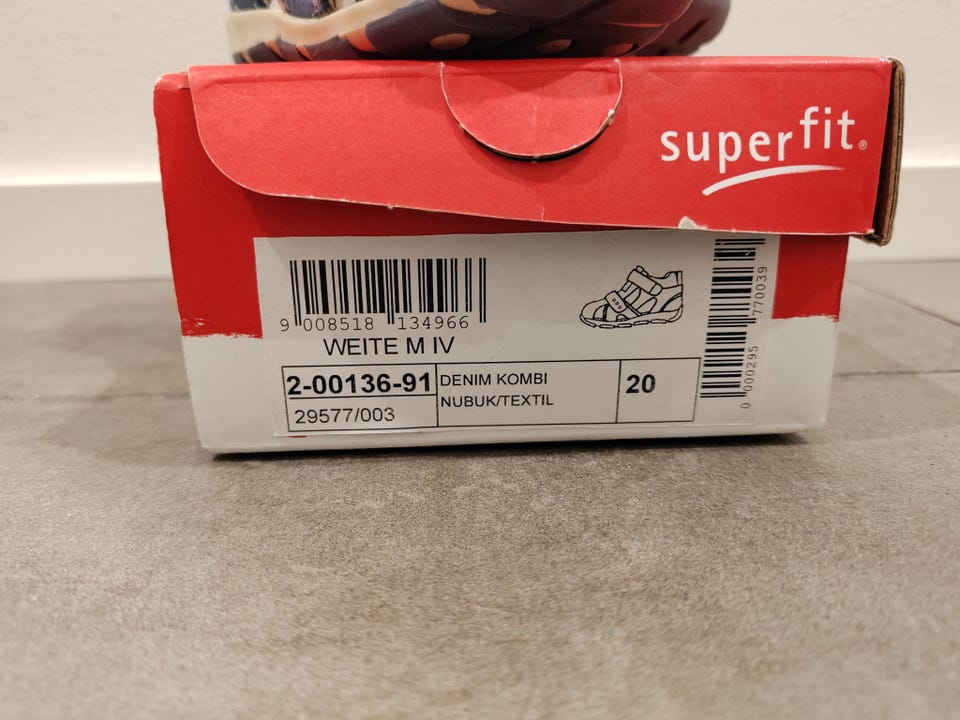 superfit®
9 008518 134966
WEITE M IV
2-00136-91
29577/003
DENIM KOMBI
NUBUK/TEXTIL
20
0 000295 770039